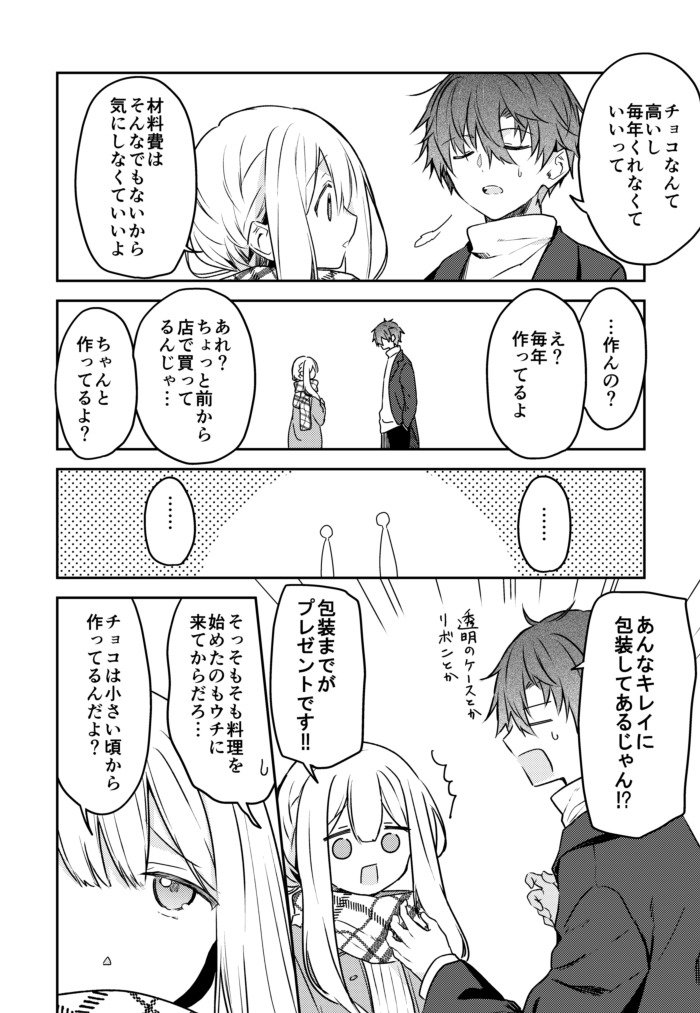 チョコなんて
高いし
毎年くれなくて
いいって
材料費は
そんなでもないから
気にしなくていいよ
…作んの？
え？
毎年
作ってるよ
あれ？
ちょっと前から
店で買って
るんじゃ…
ちゃんと
作ってるよ？
……
……
あんなキレイに
包装してあるじゃん!?
透明のケースとか
リボンとか
包装までが
プレゼントです!!
そっそもそも料理を
始めたのもウチに
来てからだろ…
チョコは小さい頃から
作ってるんだよ？